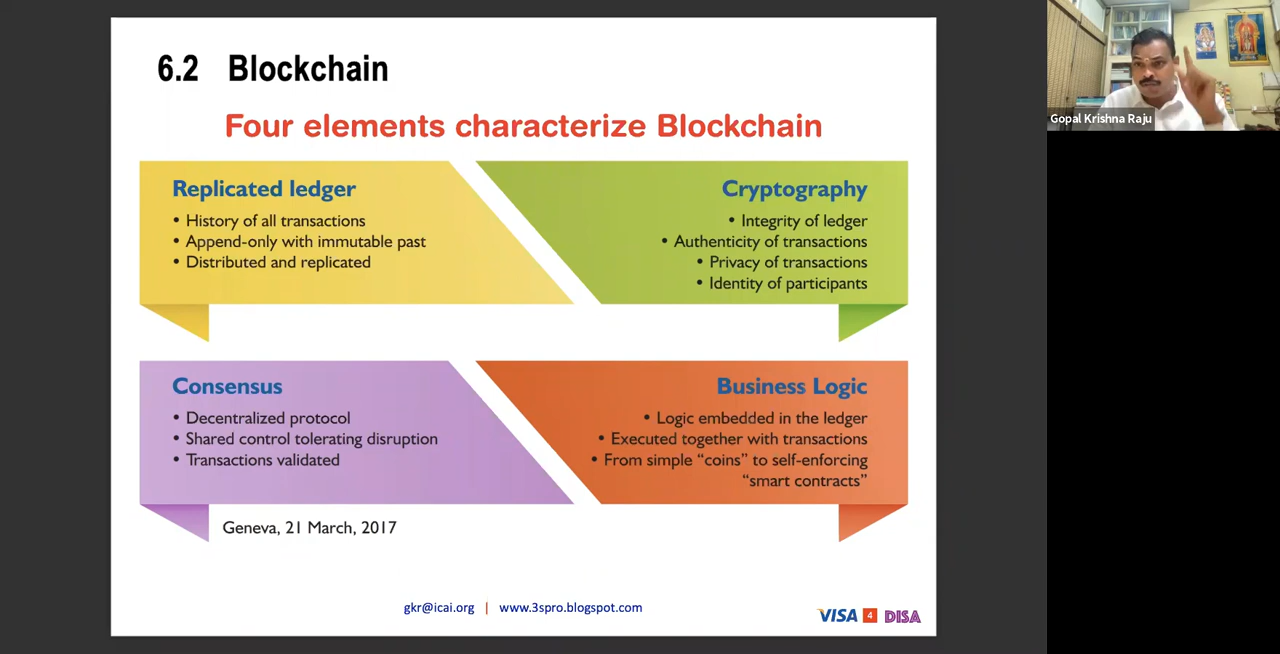 6.2 Blockchain
Four elements characterize Blockchain
Replicated ledger
• History of all transactions
• Append-only with immutable past
• Distributed and replicated
Cryptography
• Integrity of ledger
• Authenticity of transactions
• Privacy of transactions
• Identity of participants
Consensus
• Decentralized protocol
• Shared control tolerating disruption
• Transactions validated
Business Logic
• Logic embedded in the ledger
• Executed together with transactions
• From simple “coins” to self-enforcing
“smart contracts”
Geneva, 21 March, 2017
gkr@icai.org | www.3spro.blogspot.com
VISA 4 DISA
Gopal Krishna Raju